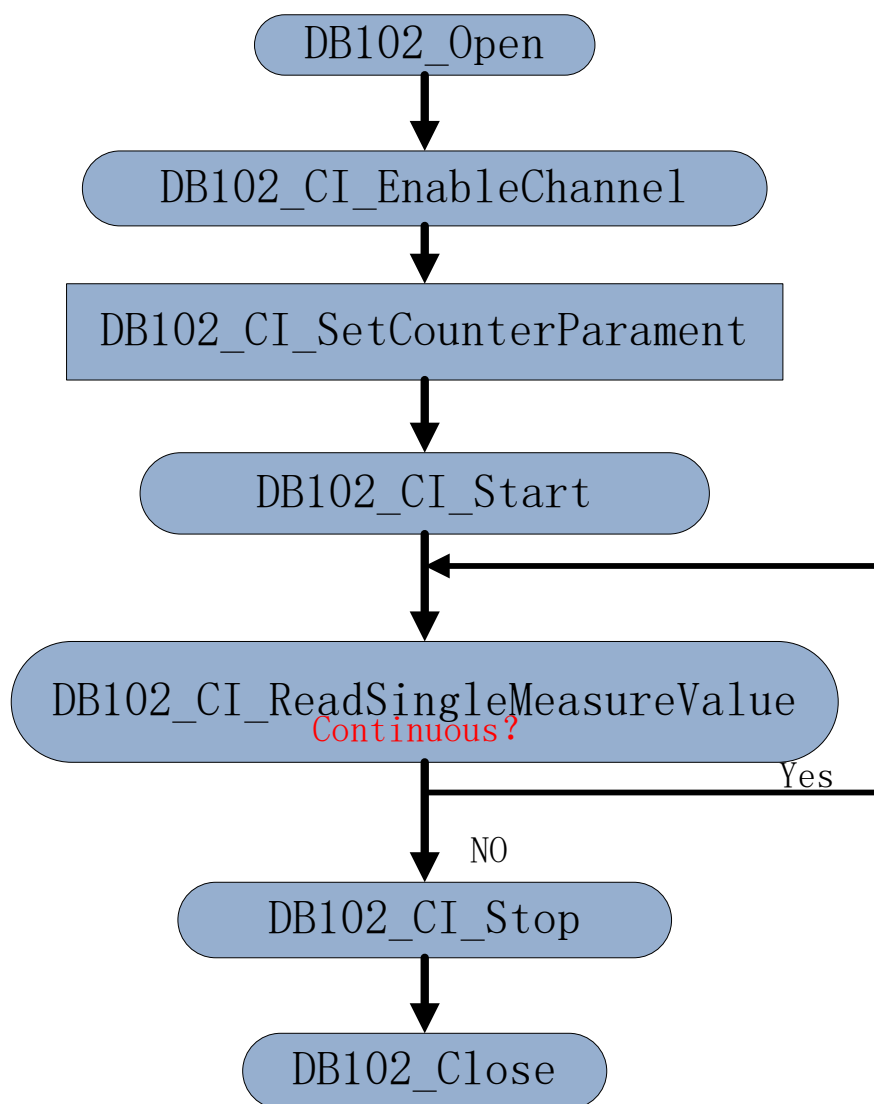 DB102_Open
DB102_CI_EnableChannel
DB102_CI_SetCounterParament
DB102_CI_Start
DB102_CI_ReadSingleMeasureValue
Continuous?
Yes
NO
DB102_CI_Stop
DB102_Close